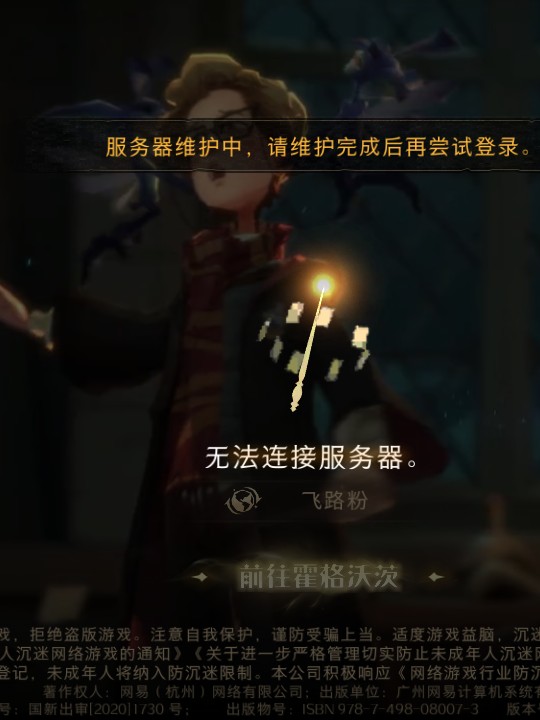 服务器维护中，请维护完成后再尝试登录。
无法连接服务器。
飞路粉
前往霍格沃茨
戏，拒绝盗版游戏。注意自我保护，谨防受骗上当。适度游戏益脑，沉迷
人沉迷网络游戏的通知》《关于进一步严格管理切实防止未成年人沉迷网
登记，未成年人将纳入防沉迷限制。本公司积极响应《网络游戏行业防沉
著作权人：网易（杭州）网络有限公司；出版单位：广州网易计算机系统有
号：国新出审[2020]1730号； 出版物号：ISBN 978-7-498-08007-3 版本